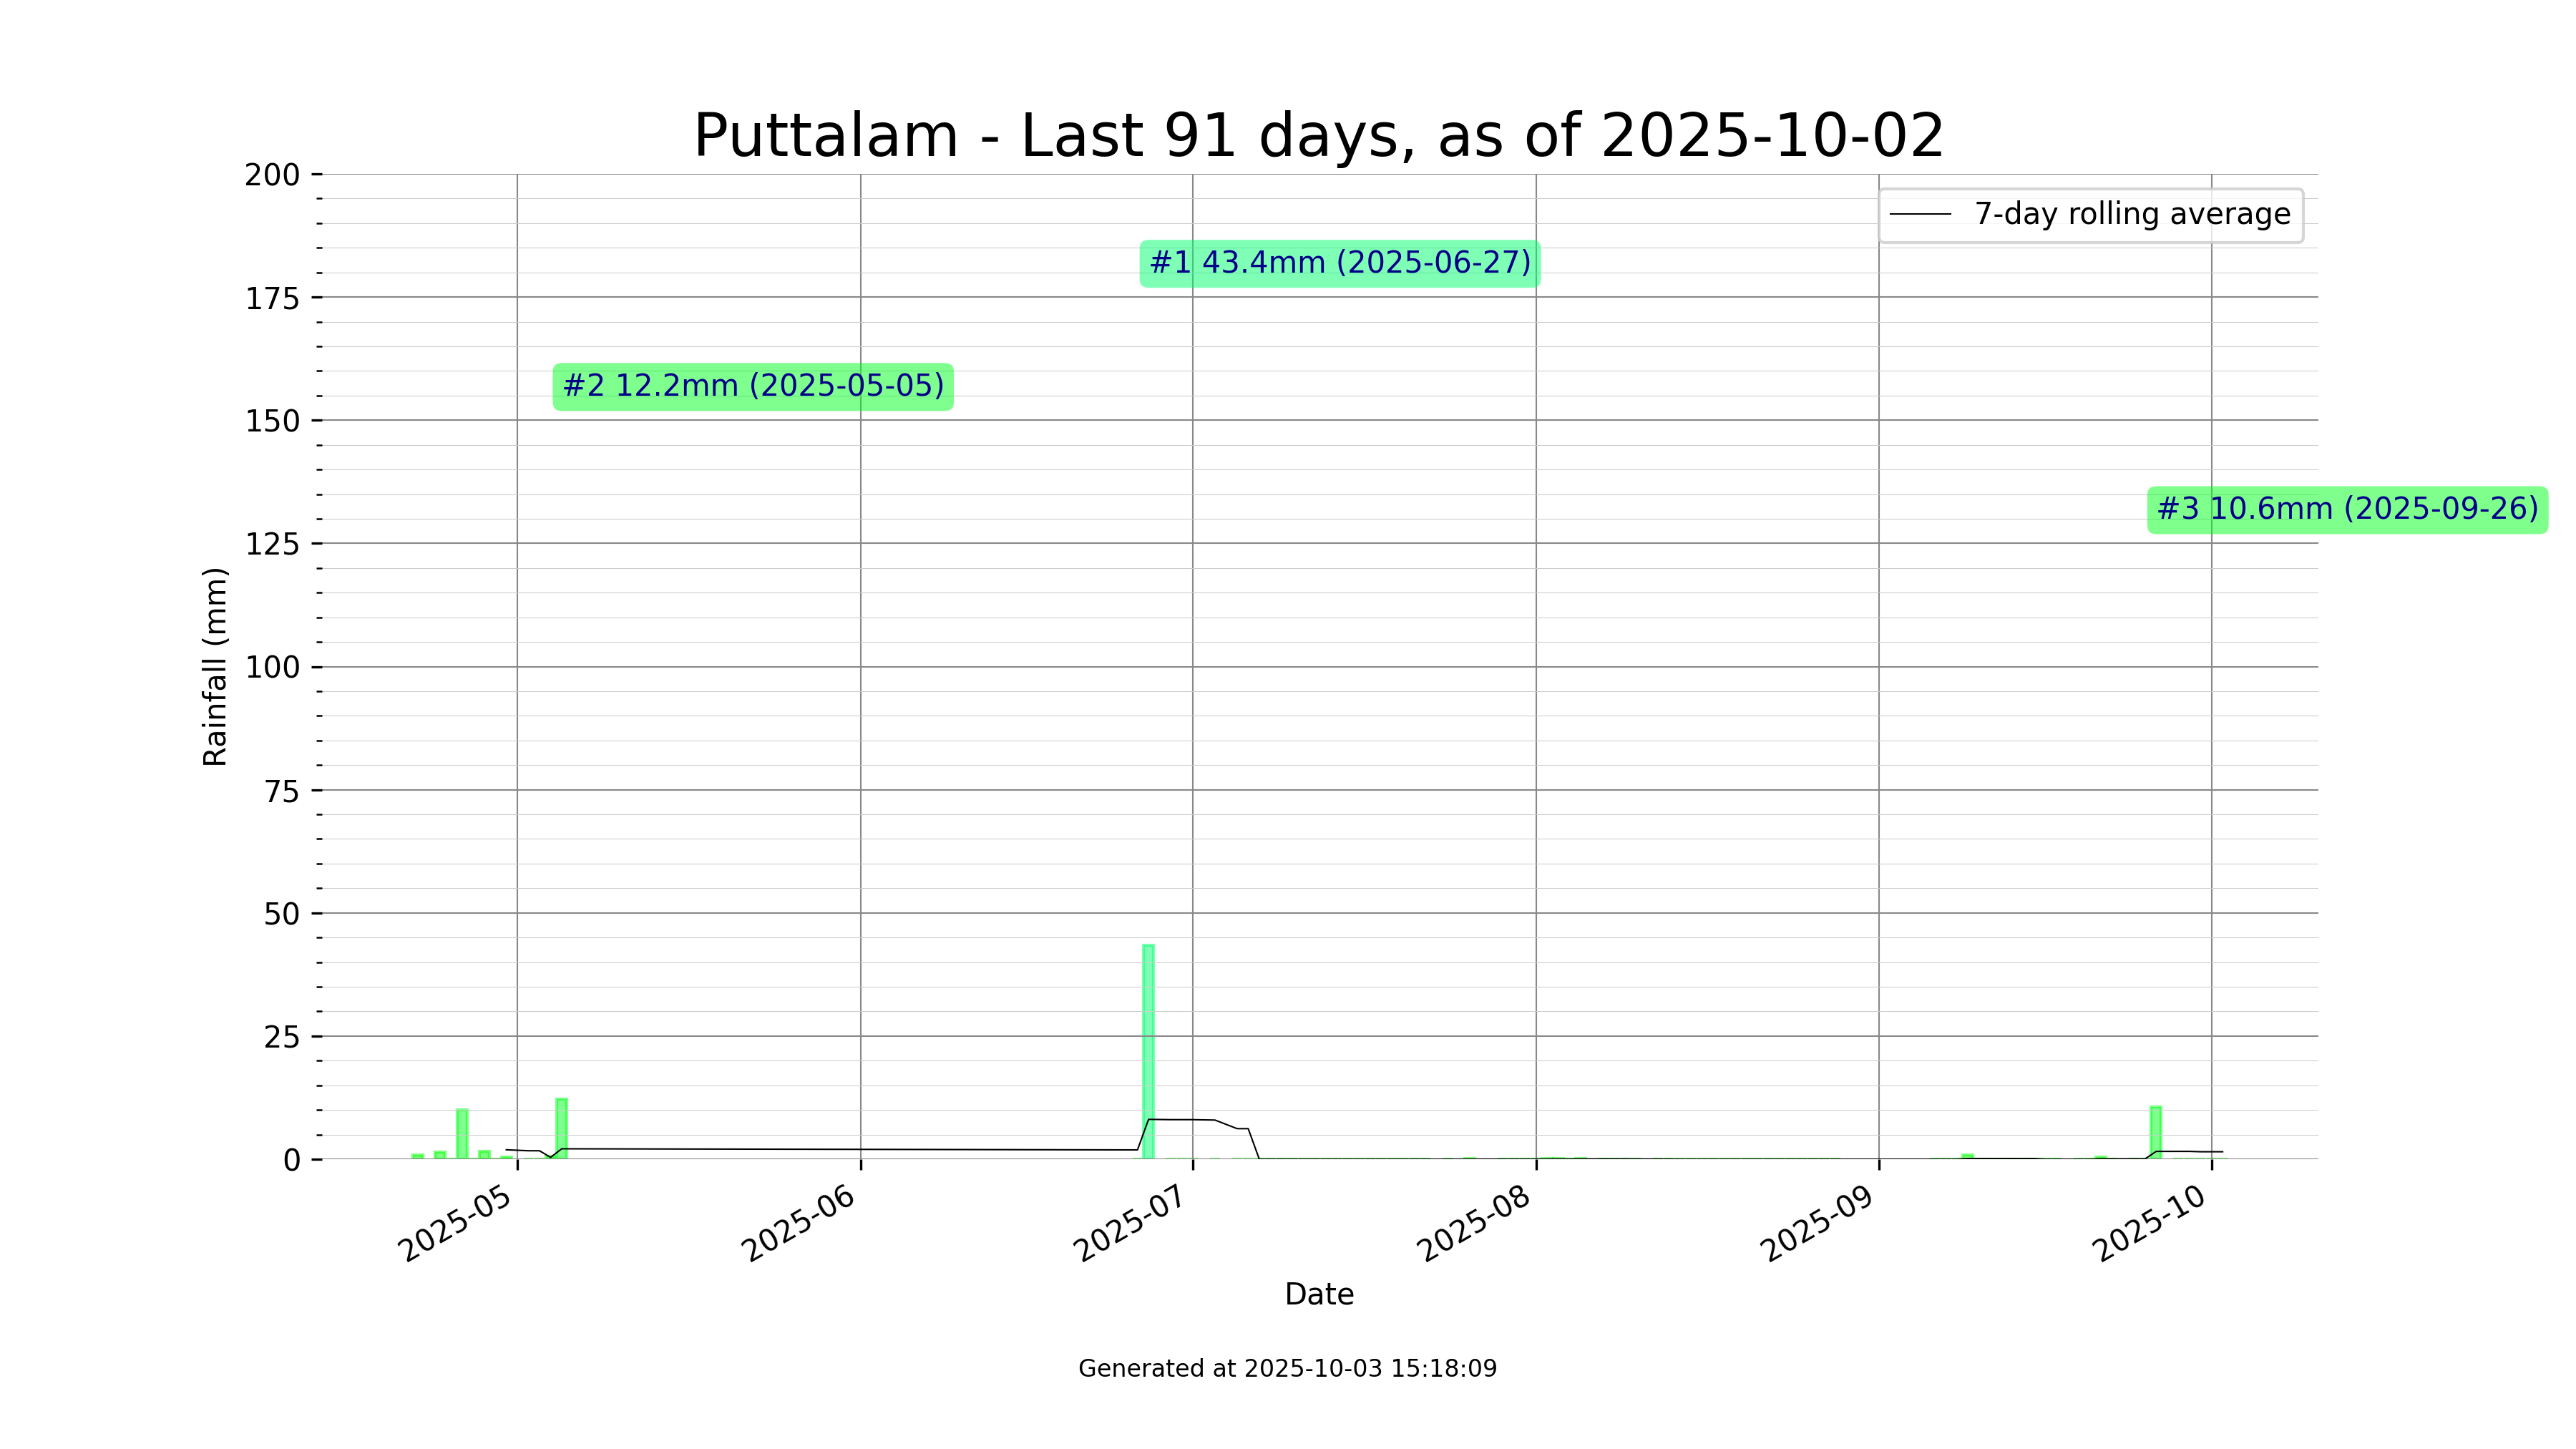 Puttalam - Last 91 days, as of 2025-10-02
7-day rolling average
#1 43.4mm (2025-06-27)
#2 12.2mm (2025-05-05)
#3 10.6mm (2025-09-26)
Rainfall (mm)
200
175
150
125
100
75
50
25
0
2025-05
2025-06
2025-07
2025-08
2025-09
2025-10
Date
Generated at 2025-10-03 15:18:09